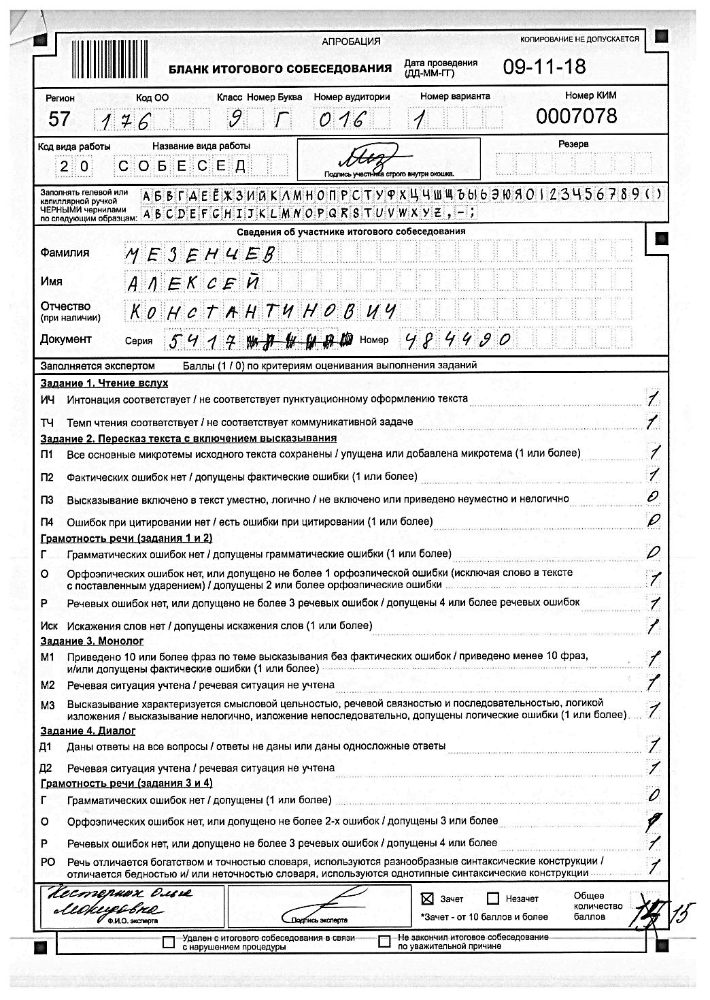 АПРОБАЦИЯ
КОПИРОВАНИЕ НЕ ДОПУСКАЕТСЯ
БЛАНК ИТОГОВОГО СОБЕСЕДОВАНИЯ
Дата проведения (ДД-ММ-ГГ) 09-11-18
Регион Код ОО Класс Номер Буква Номер аудитории Номер варианта Номер КИМ
57 176 9 Г 016 1 0007078
Код вида работы Название вида работы Резерв
20 СОБЕСЕД
Подпись участника строго внутри окошка.
Заполнять гелевой или
капиллярной ручкой
ЧЕРНЫМИ чернилами
по следующим образцам:
АБВГДЕЁЖЗИЙКЛМНОПРСТУФХЦЧШЩЪЫЬЭЮЯ0123456789()
ABCDEFGHIJKLMNOPQRSTUVWXYZ,-;
Сведения об участнике итогового собеседования
Фамилия МЕЗЕНЦЕВ
Имя АЛЕКСЕЙ
Отчество КОНСТАНТИНОВИЧ
(при наличии)
Документ Серия 5417 Номер 484490
Заполняется экспертом Баллы (1 / 0) по критериям оценивания выполнения заданий
Задание 1. Чтение вслух
ИЧ Интонация соответствует / не соответствует пунктуационному оформлению текста 1
ТЧ Темп чтения соответствует / не соответствует коммуникативной задаче 1
Задание 2. Пересказ текста с включением высказывания
П1 Все основные микротемы исходного текста сохранены / упущена или добавлена микротема (1 или более) 1
П2 Фактических ошибок нет / допущены фактические ошибки (1 или более) 1
П3 Высказывание включено в текст уместно, логично / не включено или приведено неуместно и нелогично 0
П4 Ошибок при цитировании нет / есть ошибки при цитировании (1 или более) 0
Грамотность речи (задания 1 и 2)
Г Грамматических ошибок нет / допущены грамматические ошибки (1 или более) 0
О Орфоэпических ошибок нет, или допущено не более 1 орфоэпической ошибки (исключая слово в тексте
с поставленным ударением) / допущены 2 или более орфоэпические ошибки 1
Р Речевых ошибок нет, или допущено не более 3 речевых ошибок / допущены 4 или более речевых ошибок 1
Иск Искажения слов нет / допущены искажения слов (1 или более) 1
Задание 3. Монолог
М1 Приведено 10 или более фраз по теме высказывания без фактических ошибок / приведено менее 10 фраз,
и/или допущены фактические ошибки (1 или более) 1
М2 Речевая ситуация учтена / речевая ситуация не учтена 1
М3 Высказывание характеризуется смысловой цельностью, речевой связностью и последовательностью, логикой
изложения / высказывание нелогично, изложение непоследовательно, допущены логические ошибки (1 или более) 1
Задание 4. Диалог
Д1 Даны ответы на все вопросы / ответы не даны или даны односложные ответы 1
Д2 Речевая ситуация учтена / речевая ситуация не учтена 1
Грамотность речи (задания 3 и 4)
Г Грамматических ошибок нет / допущены (1 или более) 0
О Орфоэпических ошибок нет, или допущено не более 2-х ошибок / допущены 3 или более
Р Речевых ошибок нет, или допущено не более 3 речевых ошибок / допущены 4 или более 1
РО Речь отличается богатством и точностью словаря, используются разнообразные синтаксические конструкции /
отличается бедностью и/ или неточностью словаря, используются однотипные синтаксические конструкции 1
Ольга
Ф.И.О. эксперта
Подпись эксперта
Зачет Незачет
*Зачет - от 10 баллов и более
Общее
количество
баллов 15
Удален с итогового собеседования в связи
с нарушением процедуры
Не закончил итоговое собеседование
по уважительной причине